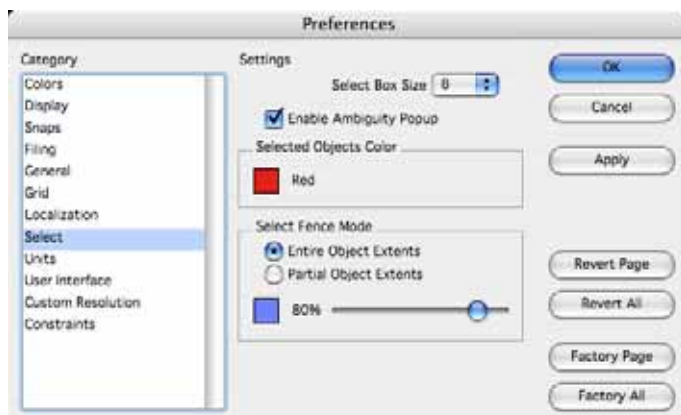 Preferences
Category
Colors
Display
Snaps
Filing
General
Grid
Localization
Select
Units
User Interface
Custom Resolution
Constraints
Settings
Select Box Size 8
Enable Ambiguity Popup
Selected Objects Color
Red
Select Fence Mode
Entire Object Extents
Partial Object Extents
80%
OK
Cancel
Apply
Revert Page
Revert All
Factory Page
Factory All